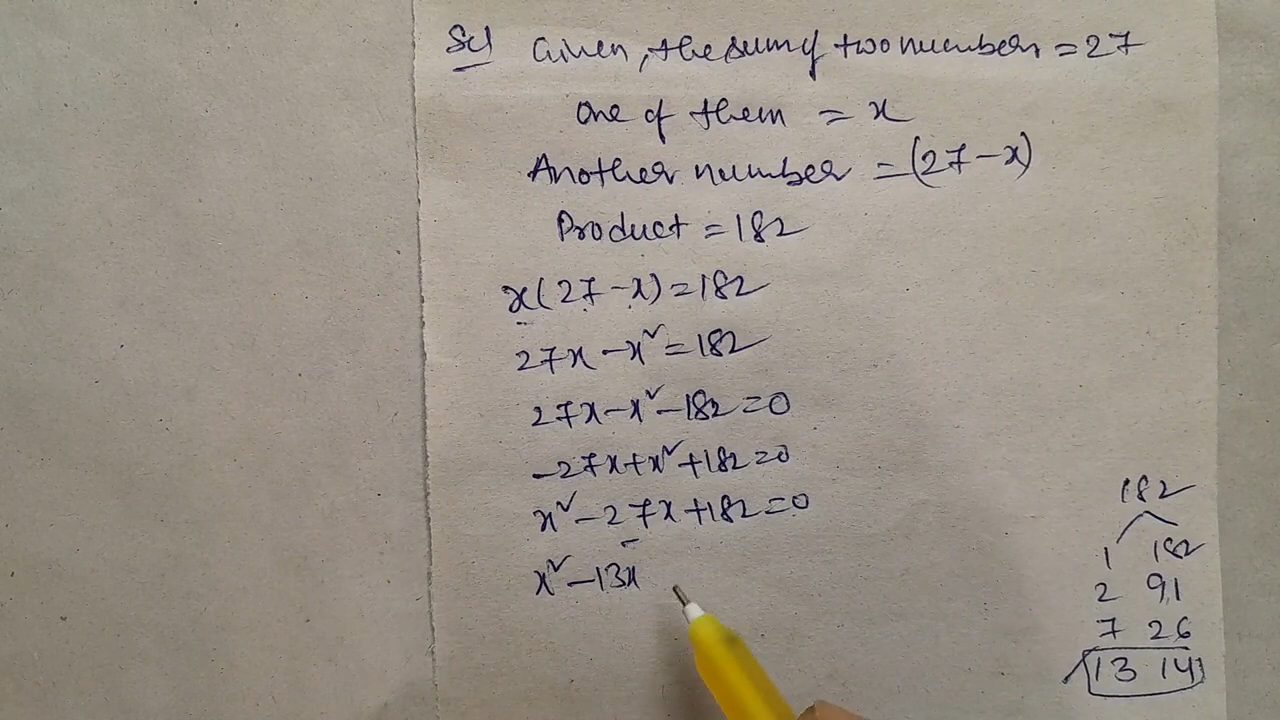 Sol Given, the sum of two numbers = 27
One of them = x
Another number = (27-x)
Product = 182
x(27-x)=182
27x-x²=182
27x-x²-182=0
-27x+x²+182=0
x²-27x+182=0
x²-13x
182
1 182
2 91
7 26
13 14